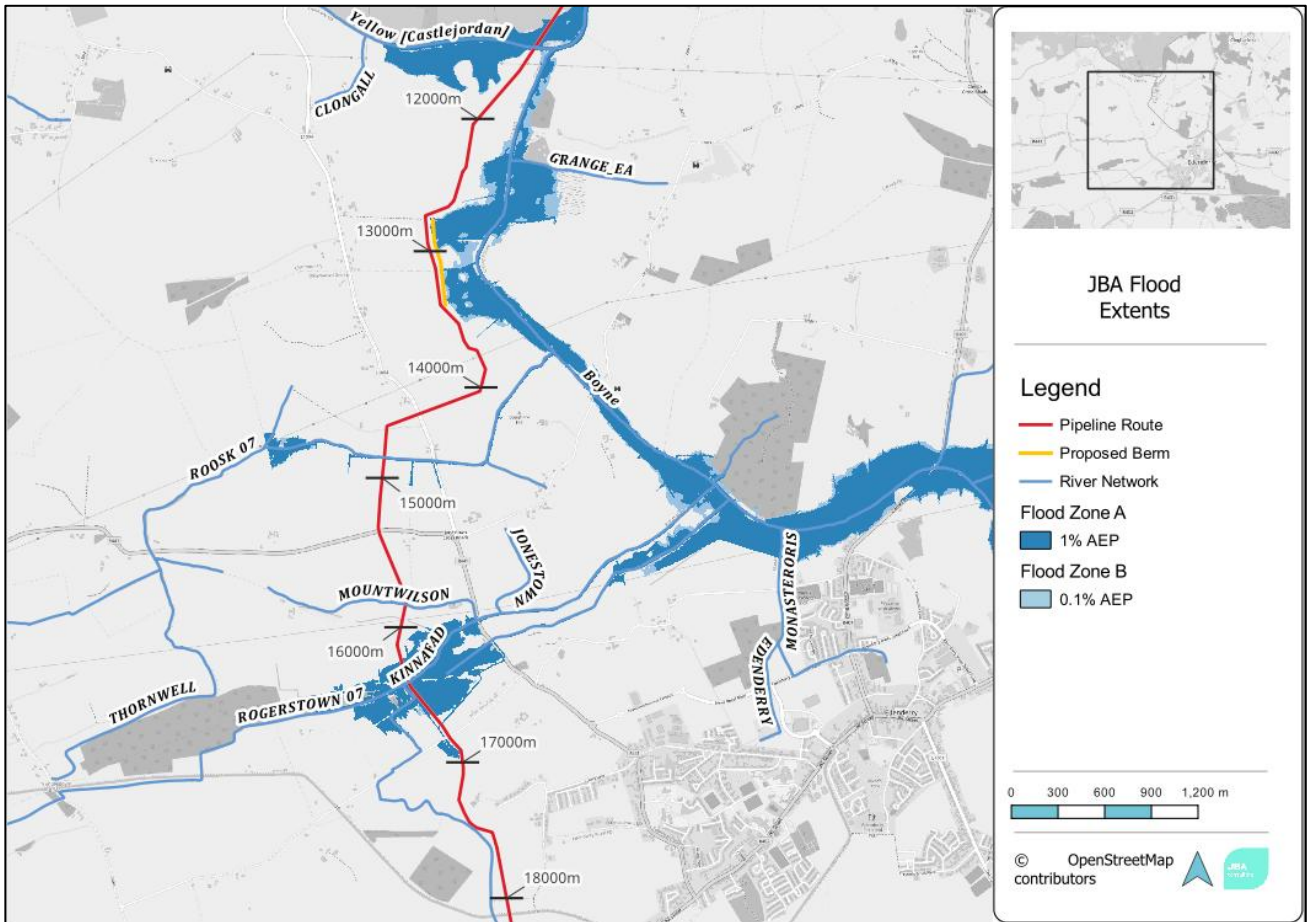 Yellow [Castlejordan]
CLONGALL
12000m
GRANGE_EA
13000m
14000m
Boyne
ROOSK 07
15000m
JONESTOWN
MOUNTWILSON
MONASTERORIS
16000m
KINNAFAD
EDENDERRY
THORNWELL
ROGERSTOWN 07
17000m
Edenderry
18000m
JBA Flood
Extents
Legend
Pipeline Route
Proposed Berm
River Network
Flood Zone A
1% AEP
Flood Zone B
0.1% AEP
0 300 600 900 1,200 m
© OpenStreetMap
contributors
JBA